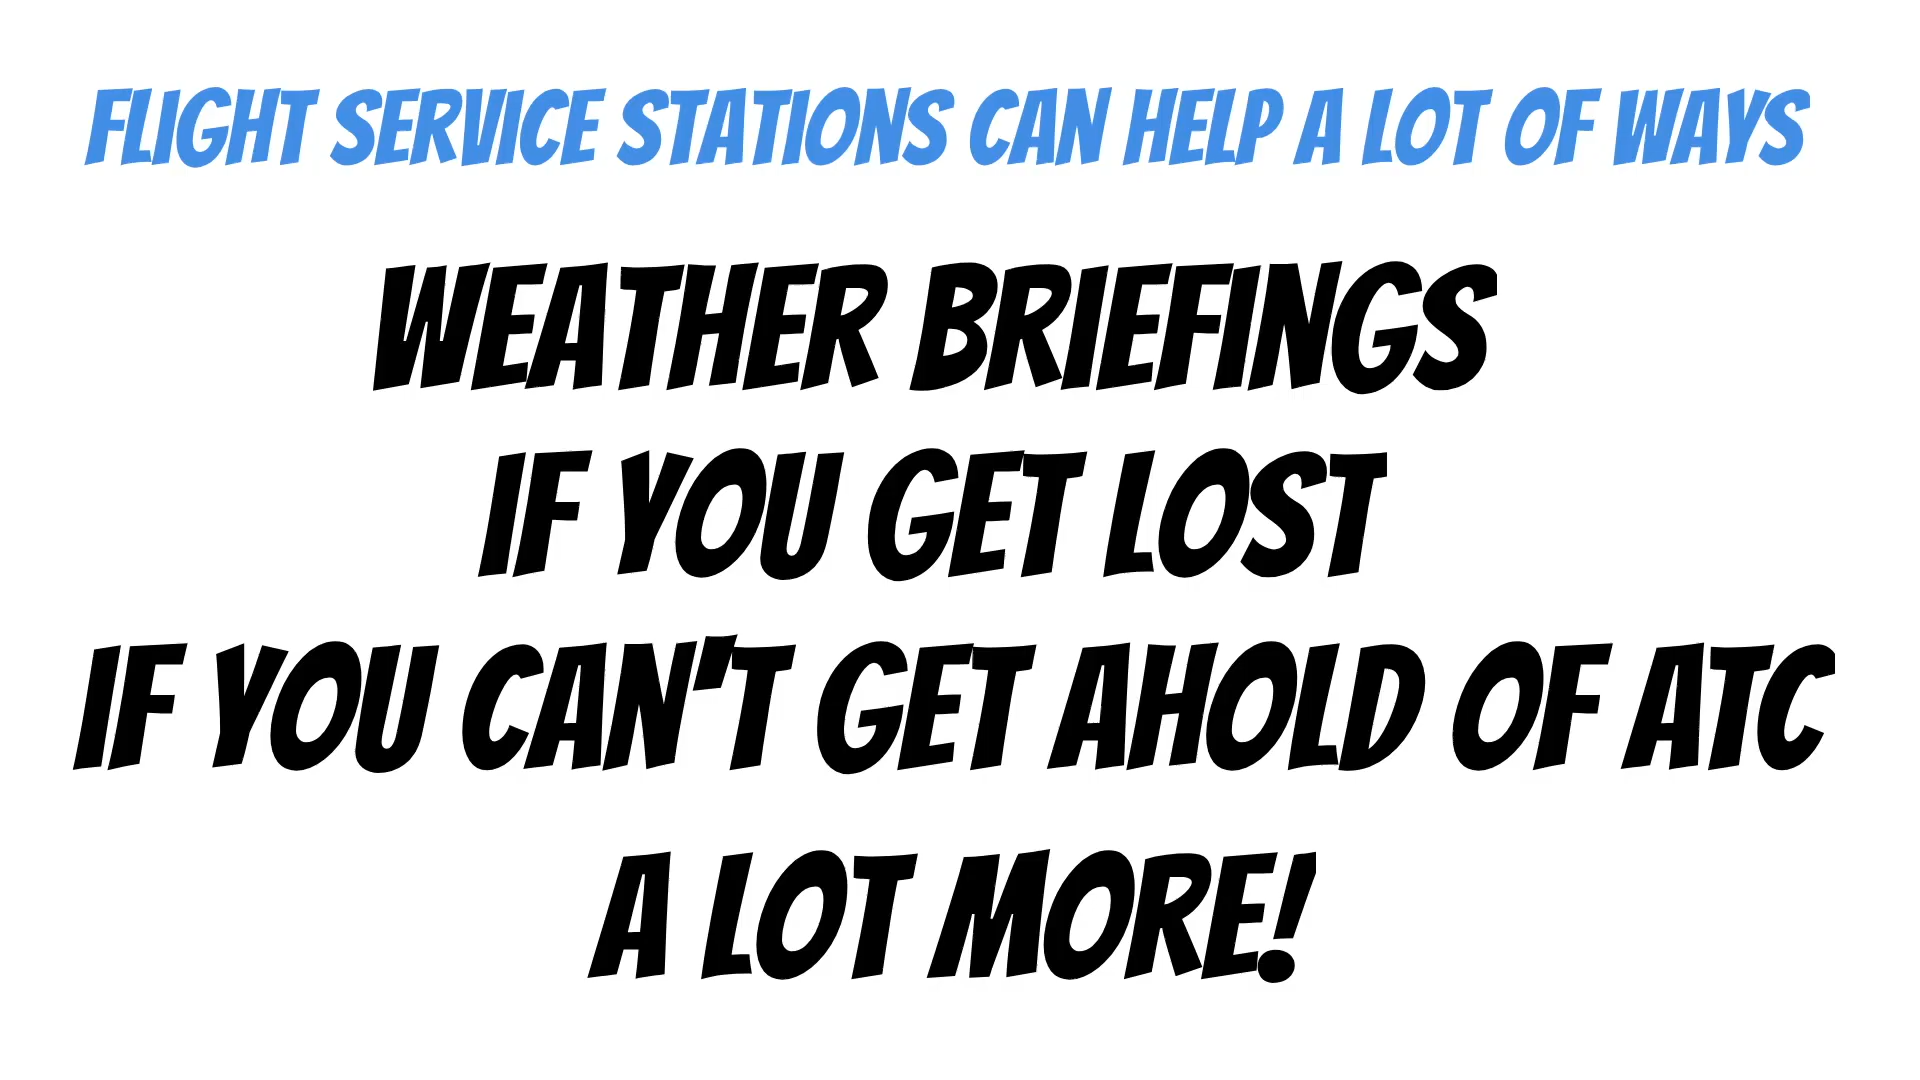 FLIGHT SERVICE STATIONS CAN HELP A LOT OF WAYS
WEATHER BRIEFINGS
IF YOU GET LOST
IF YOU CAN'T GET AHOLD OF ATC
A LOT MORE!